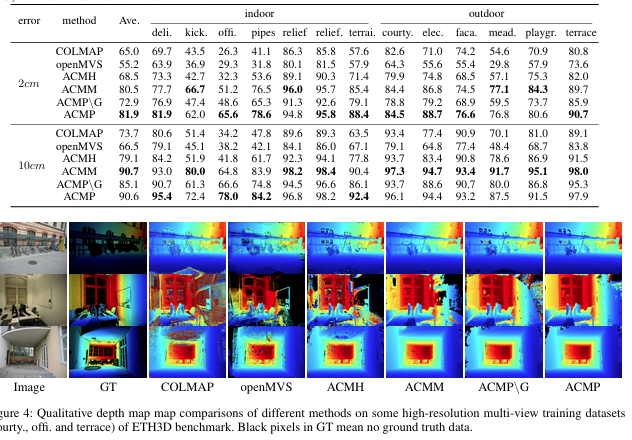 error method Ave. indoor outdoor
deli. kick. offi. pipes relief relief. terrai. courty. elec. faca. mead. playgr. terrace
2cm
COLMAP 65.0 69.7 43.5 26.3 41.1 86.3 85.8 57.6 82.6 71.0 74.2 54.6 70.9 80.8
openMVS 55.2 63.9 36.9 29.3 31.8 80.1 81.5 57.9 64.3 55.6 55.4 29.8 57.9 73.6
ACMH 68.5 73.3 42.7 32.3 53.6 89.1 90.3 71.4 79.9 74.8 68.5 57.1 75.3 82.0
ACMM 80.5 77.7 66.7 51.2 76.5 96.0 95.7 85.4 84.4 86.8 74.5 77.1 84.3 89.7
ACMP\G 72.9 76.9 47.4 48.6 65.3 91.3 92.6 79.1 78.8 79.2 68.9 59.5 73.7 85.9
ACMP 81.9 81.9 62.0 65.6 78.6 94.8 95.8 88.4 84.5 88.7 76.6 76.8 80.6 90.7
10cm
COLMAP 73.7 80.6 51.4 34.2 47.8 89.6 89.3 63.5 93.4 77.4 90.9 70.1 81.0 89.1
openMVS 66.5 79.1 45.1 38.2 42.1 84.1 86.0 67.1 79.1 64.8 77.4 48.4 68.7 83.8
ACMH 79.1 84.2 51.9 41.8 61.7 92.3 94.1 77.8 93.7 83.4 90.8 78.6 86.9 91.5
ACMM 90.7 93.0 80.0 64.8 83.9 98.2 98.4 90.4 97.3 94.7 93.4 91.7 95.1 98.0
ACMP\G 85.1 90.7 61.3 66.6 74.8 94.5 96.6 86.1 93.7 88.6 90.7 80.0 86.8 95.3
ACMP 90.6 95.4 72.4 78.0 84.2 96.8 98.2 92.4 96.1 94.4 93.2 87.5 91.5 97.9
Image GT COLMAP openMVS ACMH ACMM ACMP\G ACMP
gure 4: Qualitative depth map map comparisons of different methods on some high-resolution multi-view training datasets
ourty., offi. and terrace) of ETH3D benchmark. Black pixels in GT mean no ground truth data.